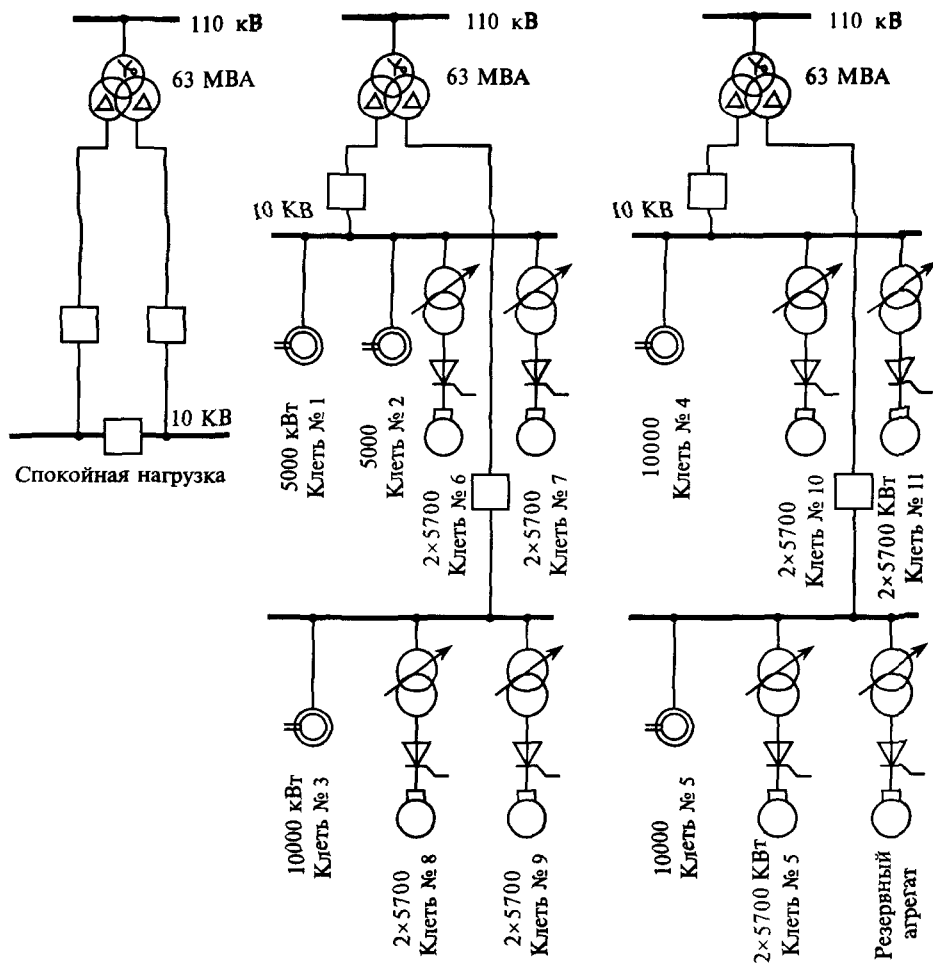 110 кВ
63 МВА
10 КВ
Спокойная нагрузка
110 кВ
63 МВА
10 КВ
5000 кВт
Клеть № 1
5000
Клеть № 2
2×5700
Клеть № 6
2×5700
Клеть № 7
10000 кВт
Клеть № 3
2×5700
Клеть № 8
2×5700
Клеть № 9
110 кВ
63 МВА
10 КВ
10000
Клеть № 4
2×5700
Клеть № 10
2×5700 КВт
Клеть № 11
10000
Клеть № 5
2×5700 КВт
Клеть № 5
Резервный
агрегат